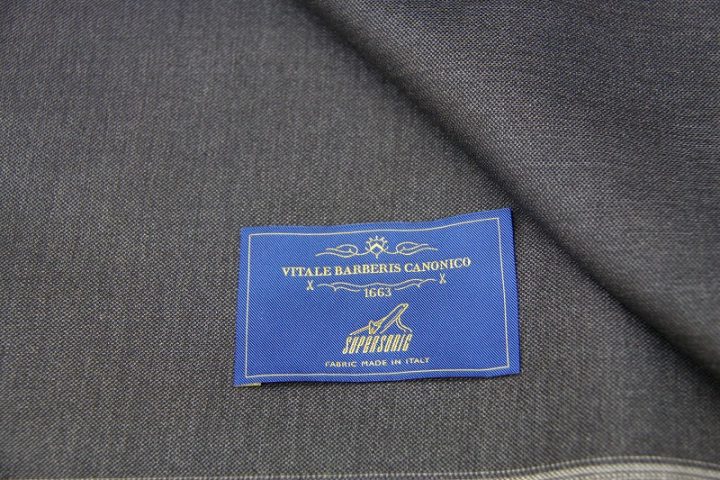 VITALE BARBERIS CANONICO
1663
SUPERSONIC
FABRIC MADE IN ITALY